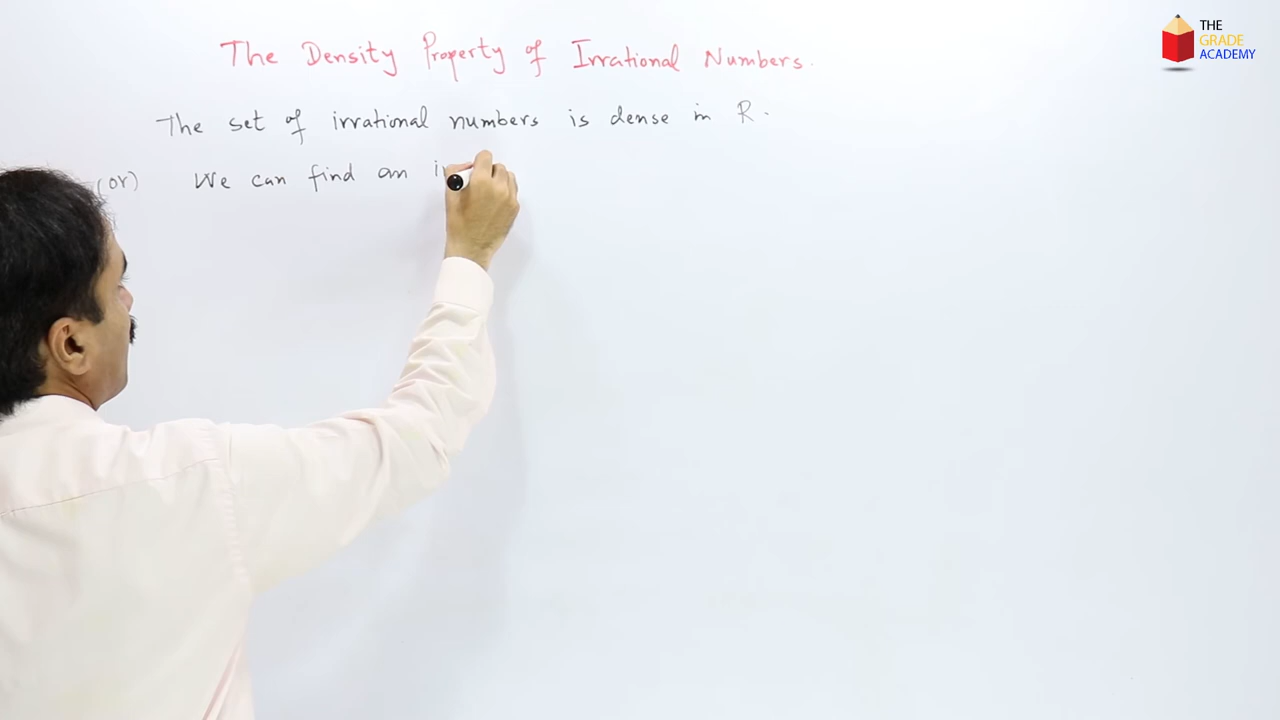 The Density Property of Irrational Numbers.
The set of irrational numbers is dense in R.
(or) We can find an
THE
GRADE
ACADEMY